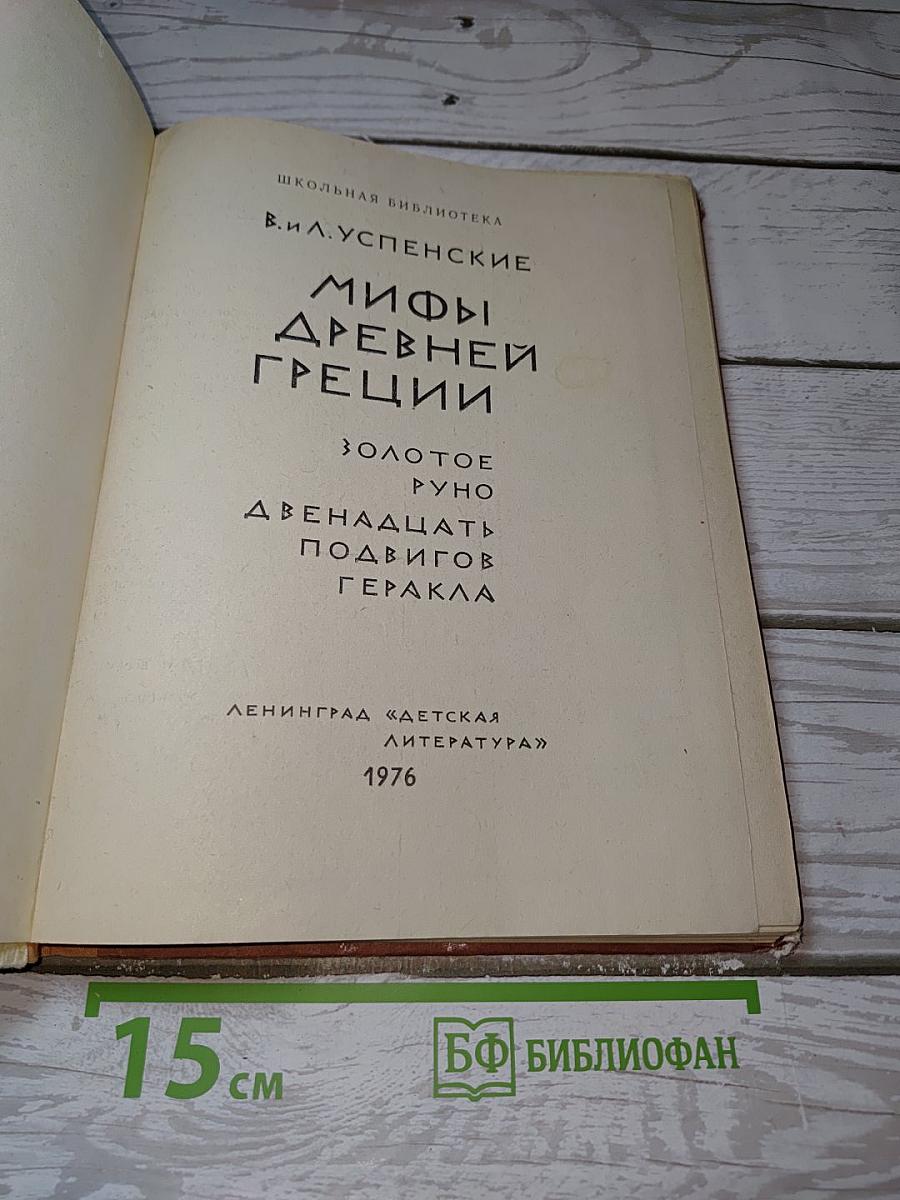 ШКОЛЬНАЯ БИБЛИОТЕКА
В. и Л. УСПЕНСКИЕ
МИФЫ
ДРЕВНЕЙ
ГРЕЦИИ
ЗОЛОТОЕ
РУНО
ДВЕНАДЦАТЬ
ПОДВИГОВ
ГЕРАКЛА
ЛЕНИНГРАД «ДЕТСКАЯ
ЛИТЕРАТУРА»
1976
15 см
БФ БИБЛИОФАН